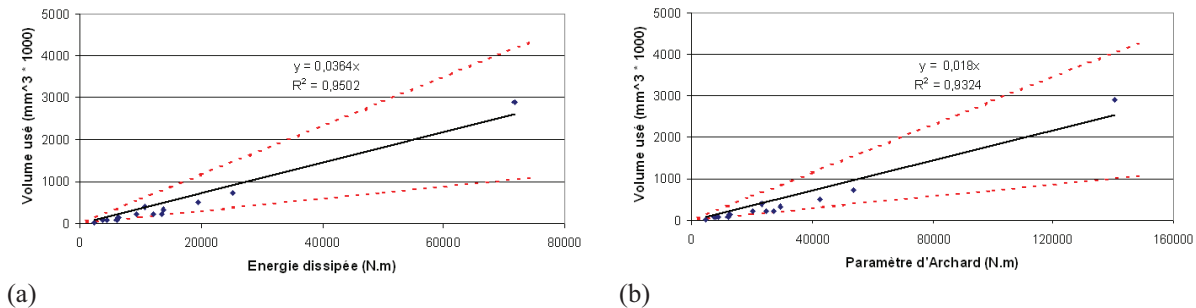 5000
4000
3000
2000
1000
0
Volume usé (mm^3 * 1000)
y = 0,0364x
R² = 0,9502
0
20000
40000
60000
80000
Energie dissipée (N.m)
(a)
5000
4000
3000
2000
1000
0
Volume usé (mm^3 * 1000)
y = 0,018x
R² = 0,9324
0
40000
80000
120000
160000
Paramètre d'Archard (N.m)
(b)